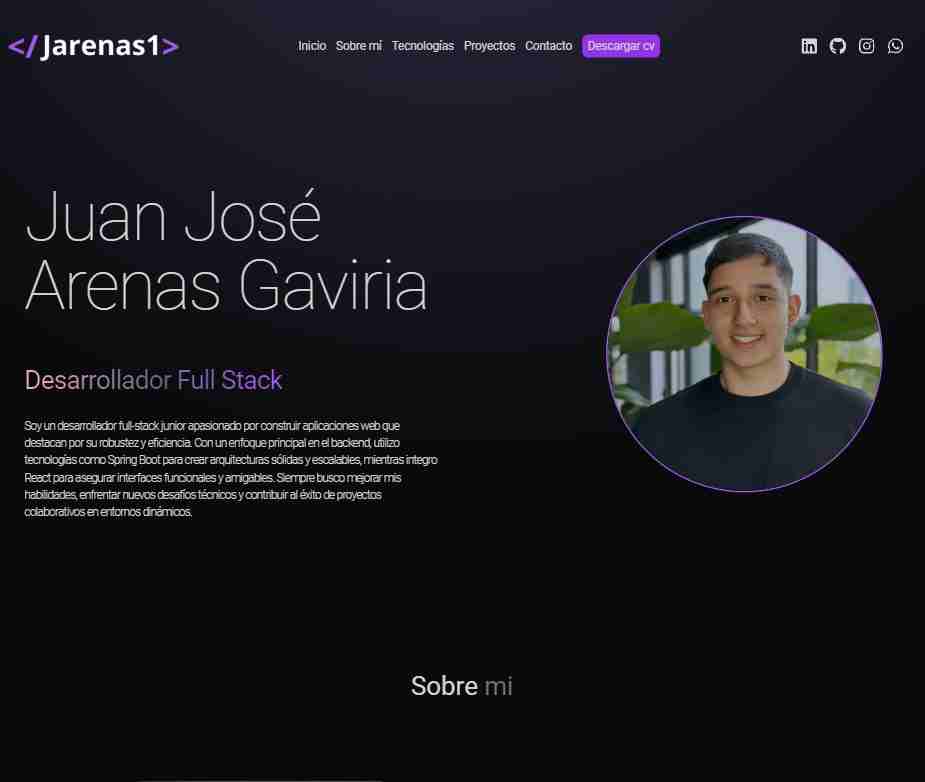 </Jarenas1>
Inicio Sobre mí Tecnologías Proyectos Contacto Descargar cv
Juan José
Arenas Gaviria
Desarrollador Full Stack
Soy un desarrollador full-stack junior apasionado por construir aplicaciones web que
destacan por su robustez y eficiencia. Con un enfoque principal en el backend, utilizo
tecnologías como Spring Boot para crear arquitecturas sólidas y escalables, mientras integro
React para asegurar interfaces funcionales y amigables. Siempre busco mejorar mis
habilidades, enfrentar nuevos desafíos técnicos y contribuir al éxito de proyectos
colaborativos en entornos dinámicos.
Sobre mi